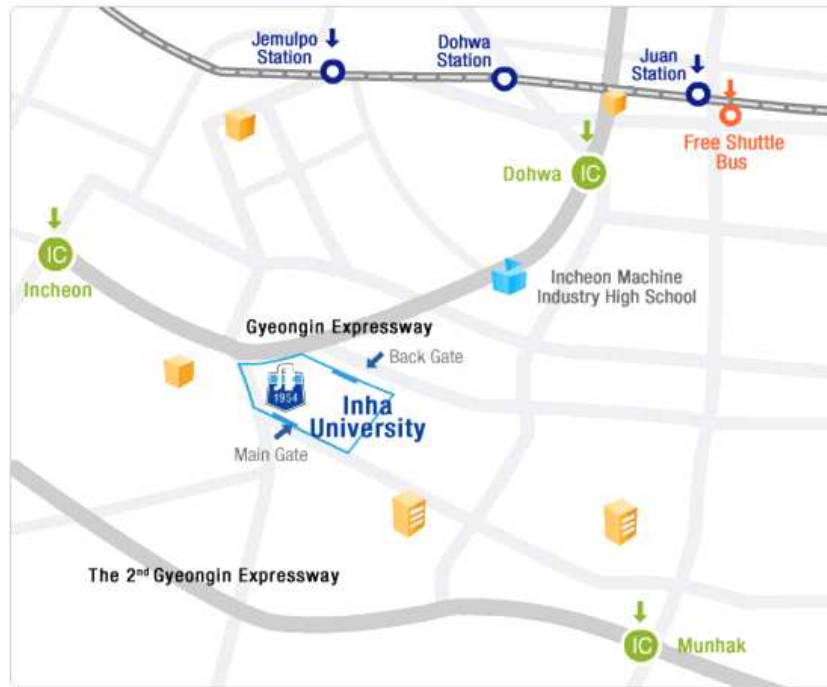 Jemulpo
Station
Dohwa
Station
Juan
Station
Free Shuttle
Bus
Dohwa
IC
IC
Incheon
Incheon Machine
Industry High School
Gyeongin Expressway
Back Gate
1954
Inha
University
Main Gate
The 2nd Gyeongin Expressway
IC
Munhak